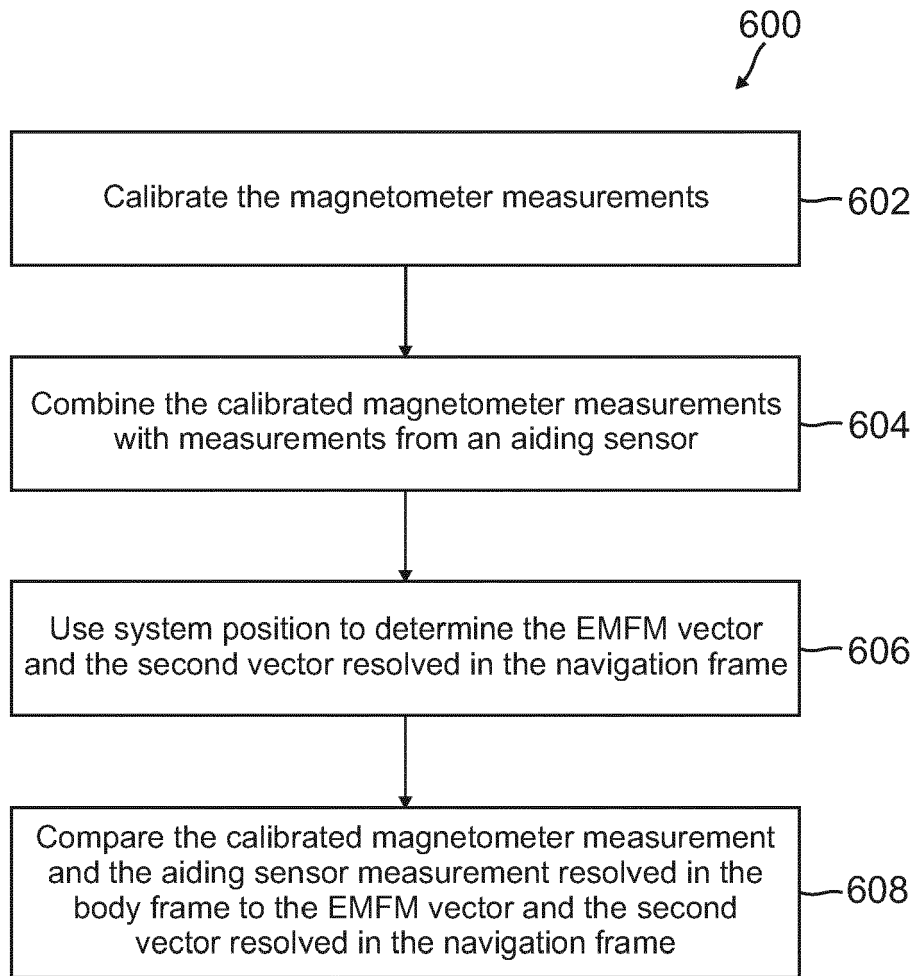 600
Calibrate the magnetometer measurements
602
Combine the calibrated magnetometer measurements
with measurements from an aiding sensor
604
Use system position to determine the EMFM vector
and the second vector resolved in the navigation frame
606
Compare the calibrated magnetometer measurement
and the aiding sensor measurement resolved in the
body frame to the EMFM vector and the second
vector resolved in the navigation frame
608